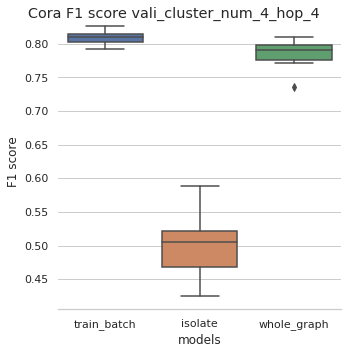 Cora F1 score vali_cluster_num_4_hop_4
0.80
0.75
0.70
0.65
0.60
0.55
0.50
0.45
F1 score
train_batch isolate whole_graph
models